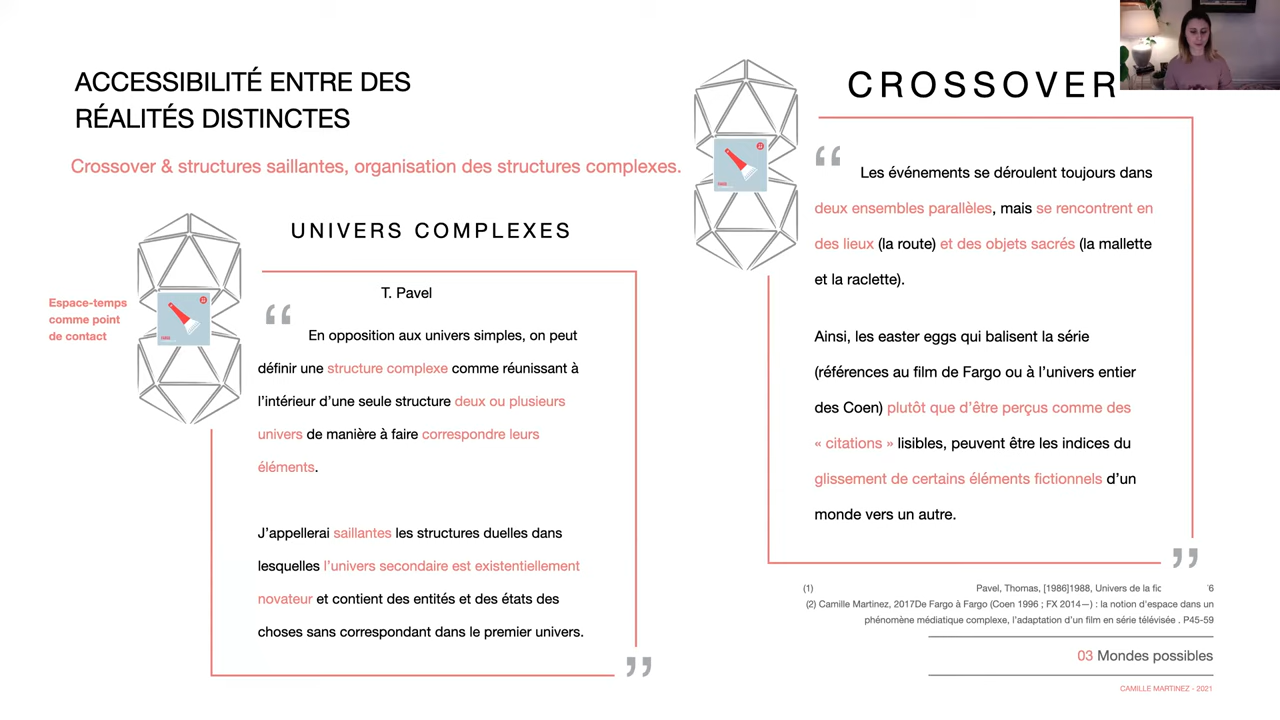 ACCESSIBILITÉ ENTRE DES
RÉALITÉS DISTINCTES
Crossover & structures saillantes, organisation des structures complexes.
UNIVERS COMPLEXES
Espace-temps
comme point
de contact
T. Pavel
“
En opposition aux univers simples, on peut
définir une structure complexe comme réunissant à
l’intérieur d’une seule structure deux ou plusieurs
univers de manière à faire correspondre leurs
éléments.
J’appellerai saillantes les structures duelles dans
lesquelles l’univers secondaire est existentiellement
novateur et contient des entités et des états des
choses sans correspondant dans le premier univers.
”
CROSSOVER
“
Les événements se déroulent toujours dans
deux ensembles parallèles, mais se rencontrent en
des lieux (la route) et des objets sacrés (la mallette
et la raclette).
Ainsi, les easter eggs qui balisent la série
(références au film de Fargo ou à l’univers entier
des Coen) plutôt que d’être perçus comme des
« citations » lisibles, peuvent être les indices du
glissement de certains éléments fictionnels d’un
monde vers un autre.
”
(1) Pavel, Thomas, [1986]1988, Univers de la fic 6
(2) Camille Martinez, 2017De Fargo à Fargo (Coen 1996 ; FX 2014—) : la notion d'espace dans un
phénomène médiatique complexe, l’adaptation d’un film en série télévisée . P45-59
03 Mondes possibles
CAMILLE MARTINEZ - 2021